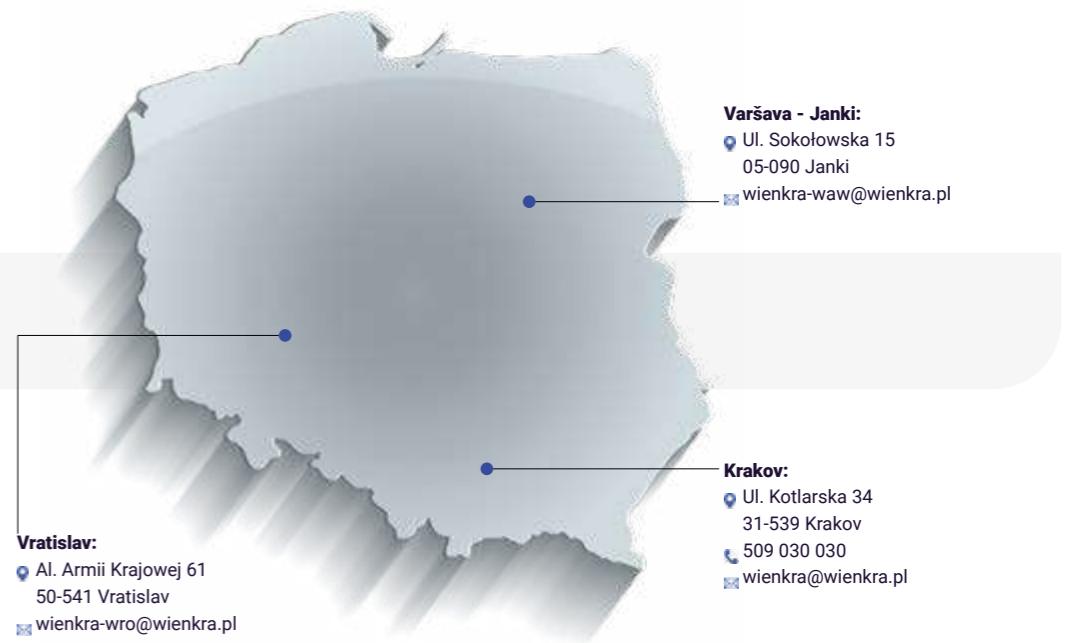 Varšava - Janki:
Ul. Sokołowska 15
05-090 Janki
wienkra-waw@wienkra.pl
Krakov:
Ul. Kotlarska 34
31-539 Krakov
509 030 030
wienkra@wienkra.pl
Vratislav:
Al. Armii Krajowej 61
50-541 Vratislav
wienkra-wro@wienkra.pl